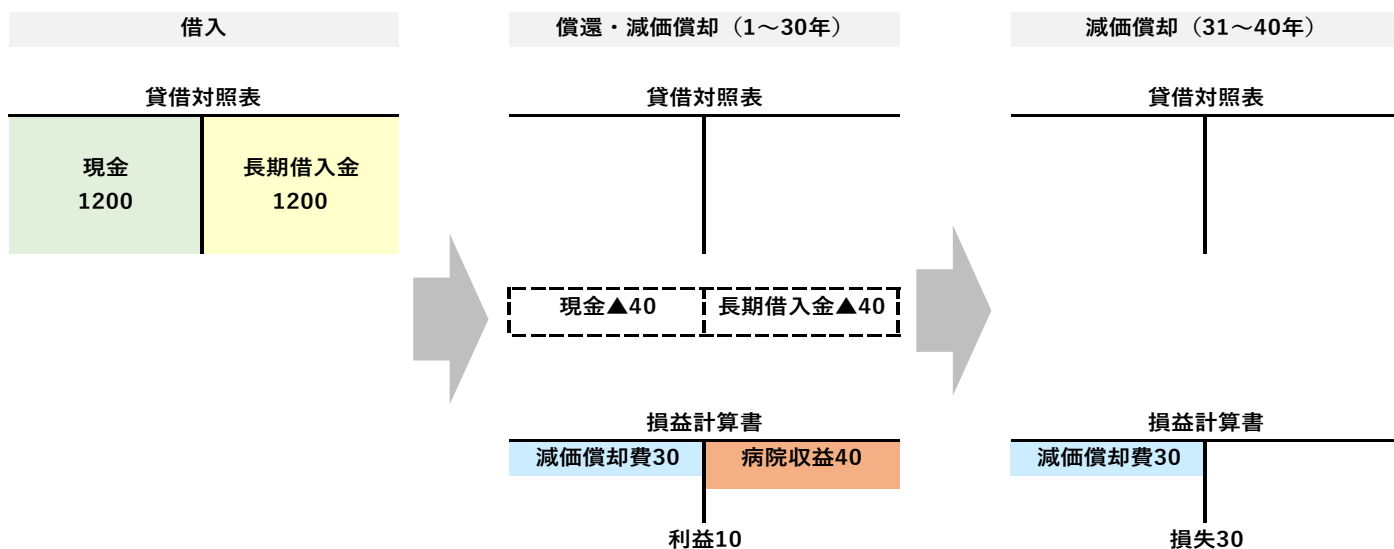 借入
貸借対照表
現金
1200
長期借入金
1200
償還・減価償却（1～30年）
貸借対照表
現金▲40
長期借入金▲40
損益計算書
減価償却費30
病院収益40
利益10
減価償却（31～40年）
貸借対照表
損益計算書
減価償却費30
損失30